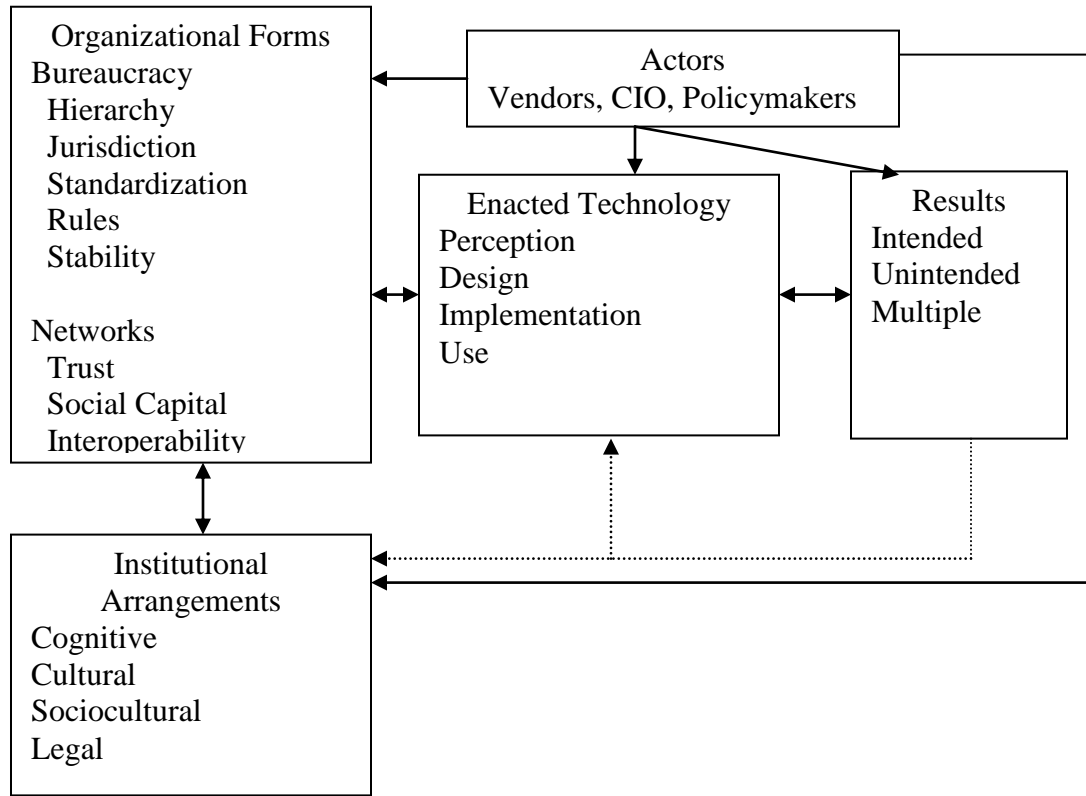 Organizational Forms
Bureaucracy
Hierarchy
Jurisdiction
Standardization
Rules
Stability
Networks
Trust
Social Capital
Interoperability
Actors
Vendors, CIO, Policymakers
Enacted Technology
Perception
Design
Implementation
Use
Results
Intended
Unintended
Multiple
Institutional
Arrangements
Cognitive
Cultural
Sociocultural
Legal